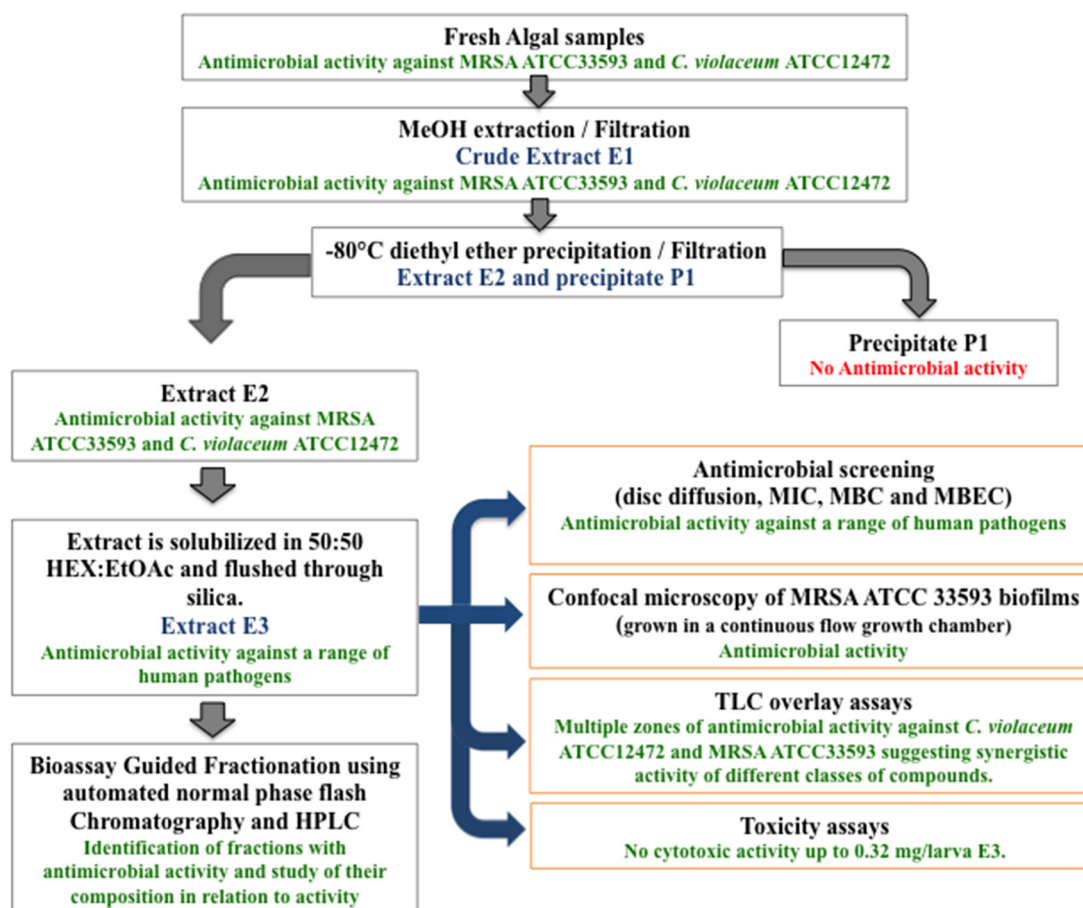 Fresh Algal samples
Antimicrobial activity against MRSA ATCC33593 and C. violaceum ATCC12472
MeOH extraction / Filtration
Crude Extract E1
Antimicrobial activity against MRSA ATCC33593 and C. violaceum ATCC12472
-80°C diethyl ether precipitation / Filtration
Extract E2 and precipitate P1
Precipitate P1
No Antimicrobial activity
Extract E2
Antimicrobial activity against MRSA
ATCC33593 and C. violaceum ATCC12472
Extract is solubilized in 50:50
HEX:EtOAc and flushed through
silica.
Extract E3
Antimicrobial activity against a range of
human pathogens
Bioassay Guided Fractionation using
automated normal phase flash
Chromatography and HPLC
Identification of fractions with
antimicrobial activity and study of their
composition in relation to activity
Antimicrobial screening
(disc diffusion, MIC, MBC and MBEC)
Antimicrobial activity against a range of human pathogens
Confocal microscopy of MRSA ATCC 33593 biofilms
(grown in a continuous flow growth chamber)
Antimicrobial activity
TLC overlay assays
Multiple zones of antimicrobial activity against C. violaceum
ATCC12472 and MRSA ATCC33593 suggesting synergistic
activity of different classes of compounds.
Toxicity assays
No cytotoxic activity up to 0.32 mg/larva E3.